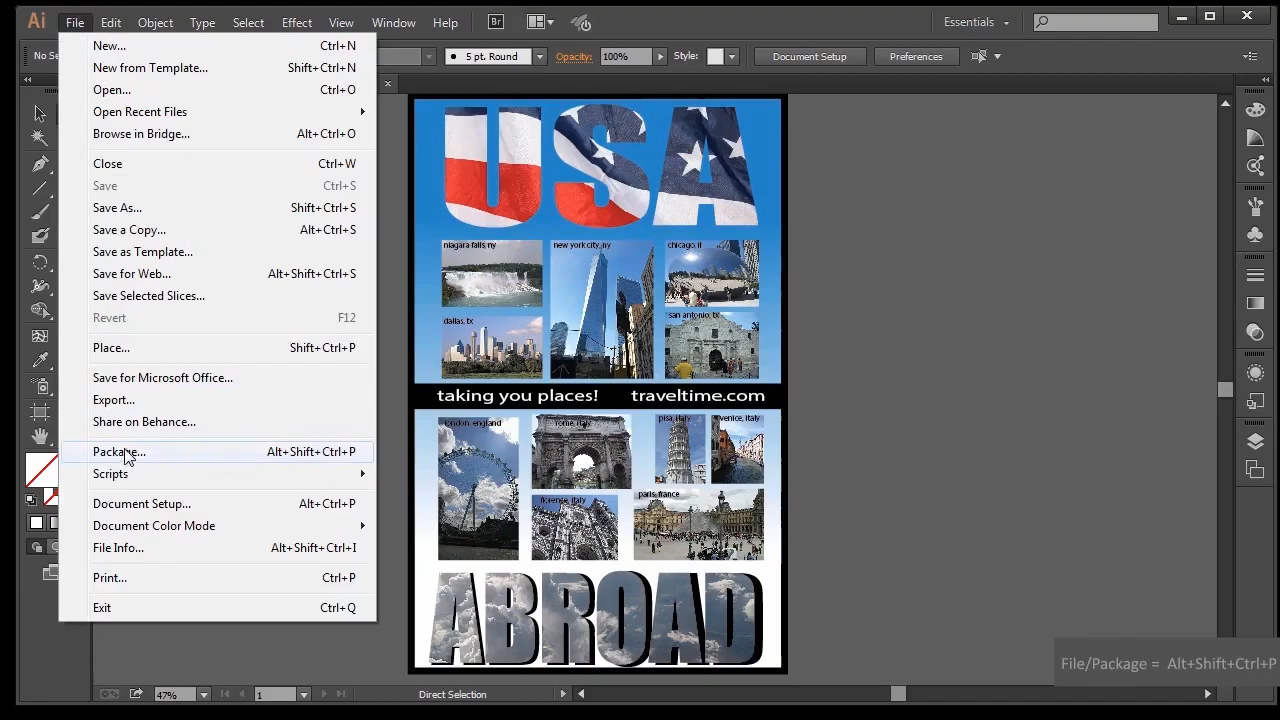 Ai File Edit Object Type Select Effect View Window Help Br Essentials
No Se 5 pt. Round Opacity: 100% Style: Document Setup Preferences
New... Ctrl+N
New from Template... Shift+Ctrl+N
Open... Ctrl+O
Open Recent Files
Browse in Bridge... Alt+Ctrl+O
Close Ctrl+W
Save Ctrl+S
Save As... Shift+Ctrl+S
Save a Copy... Alt+Ctrl+S
Save as Template...
Save for Web... Alt+Shift+Ctrl+S
Save Selected Slices...
Revert F12
Place... Shift+Ctrl+P
Save for Microsoft Office...
Export...
Share on Behance...
Package... Alt+Shift+Ctrl+P
Scripts
Document Setup... Alt+Ctrl+P
Document Color Mode
File Info... Alt+Shift+Ctrl+I
Print... Ctrl+P
Exit Ctrl+Q
USA
niagara falls, ny new york city, ny chicago, il
dallas, tx san antonio, tx
taking you places! traveltime.com
london, england rome, italy pisa, italy venice, italy
florence, italy paris, france
ABROAD
File/Package = Alt+Shift+Ctrl+P
47% 1 Direct Selection